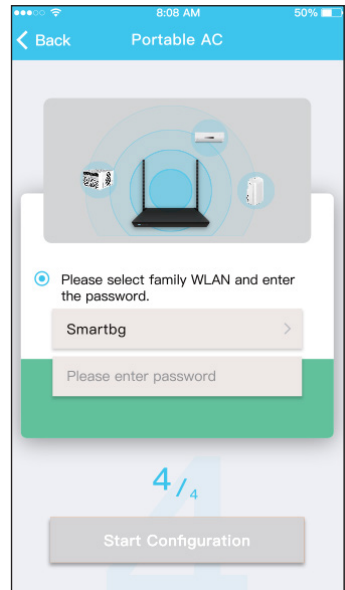 8:08 AM
50%
Back
Portable AC
Please select family WLAN and enter
the password.
Smartbg
Please enter password
4/4
4
Start Configuration